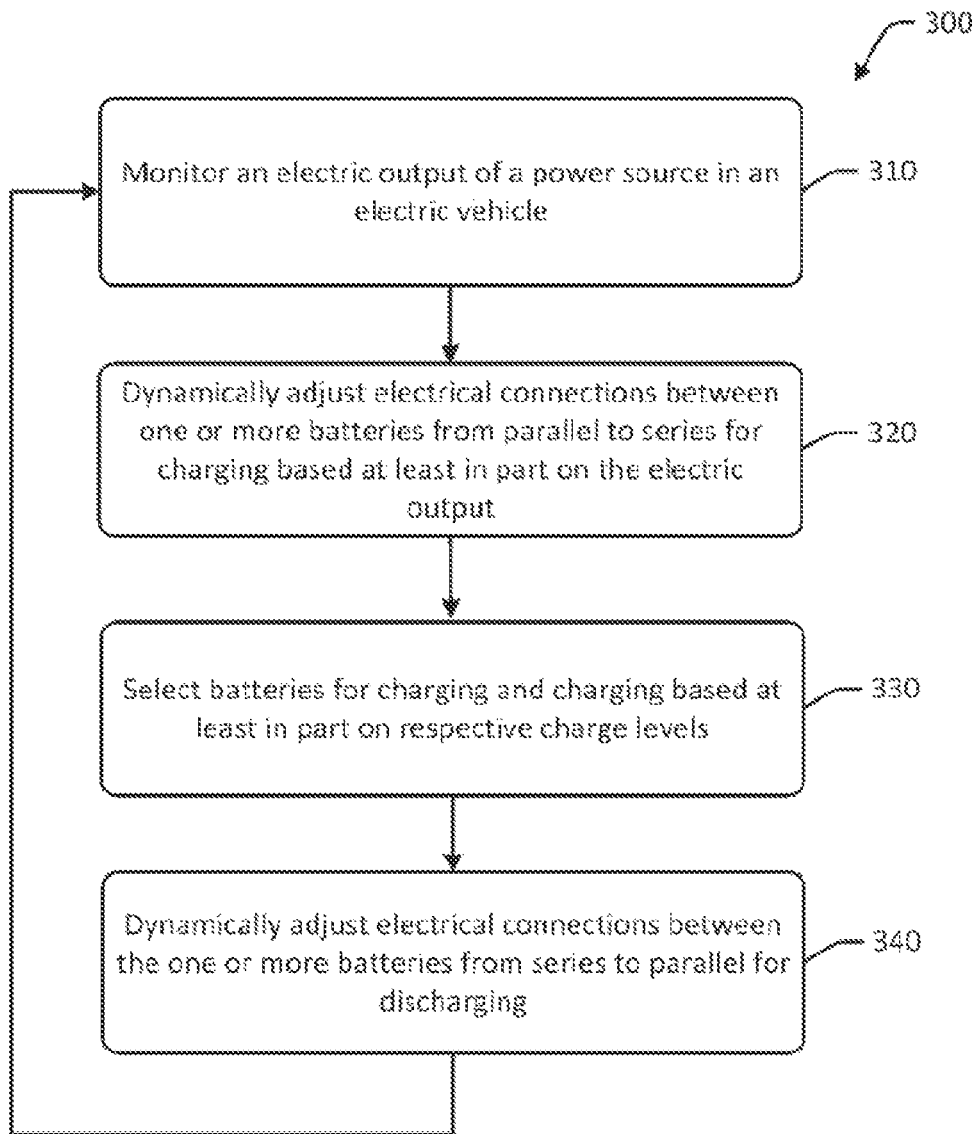 300
Monitor an electric output of a power source in an
electric vehicle
310
Dynamically adjust electrical connections between
one or more batteries from parallel to series for
charging based at least in part on the electric
output
320
Select batteries for charging and charging based at
least in part on respective charge levels
330
Dynamically adjust electrical connections between
the one or more batteries from series to parallel for
discharging
340